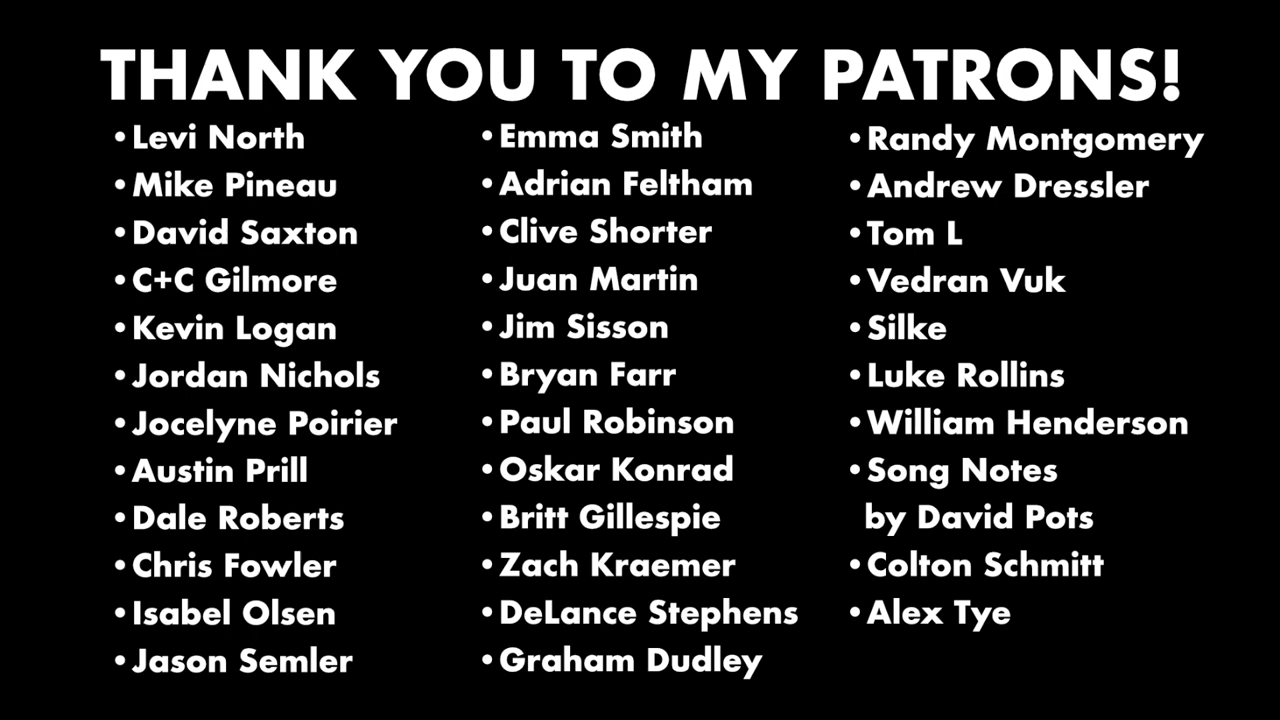 THANK YOU TO MY PATRONS!
•Levi North
•Mike Pineau
•David Saxton
•C+C Gilmore
•Kevin Logan
•Jordan Nichols
•Jocelyne Poirier
•Austin Prill
•Dale Roberts
•Chris Fowler
•Isabel Olsen
•Jason Semler
•Emma Smith
•Adrian Feltham
•Clive Shorter
•Juan Martin
•Jim Sisson
•Bryan Farr
•Paul Robinson
•Oskar Konrad
•Britt Gillespie
•Zach Kraemer
•DeLance Stephens
•Graham Dudley
•Randy Montgomery
•Andrew Dressler
•Tom L
•Vedran Vuk
•Silke
•Luke Rollins
•William Henderson
•Song Notes
by David Pots
•Colton Schmitt
•Alex Tye